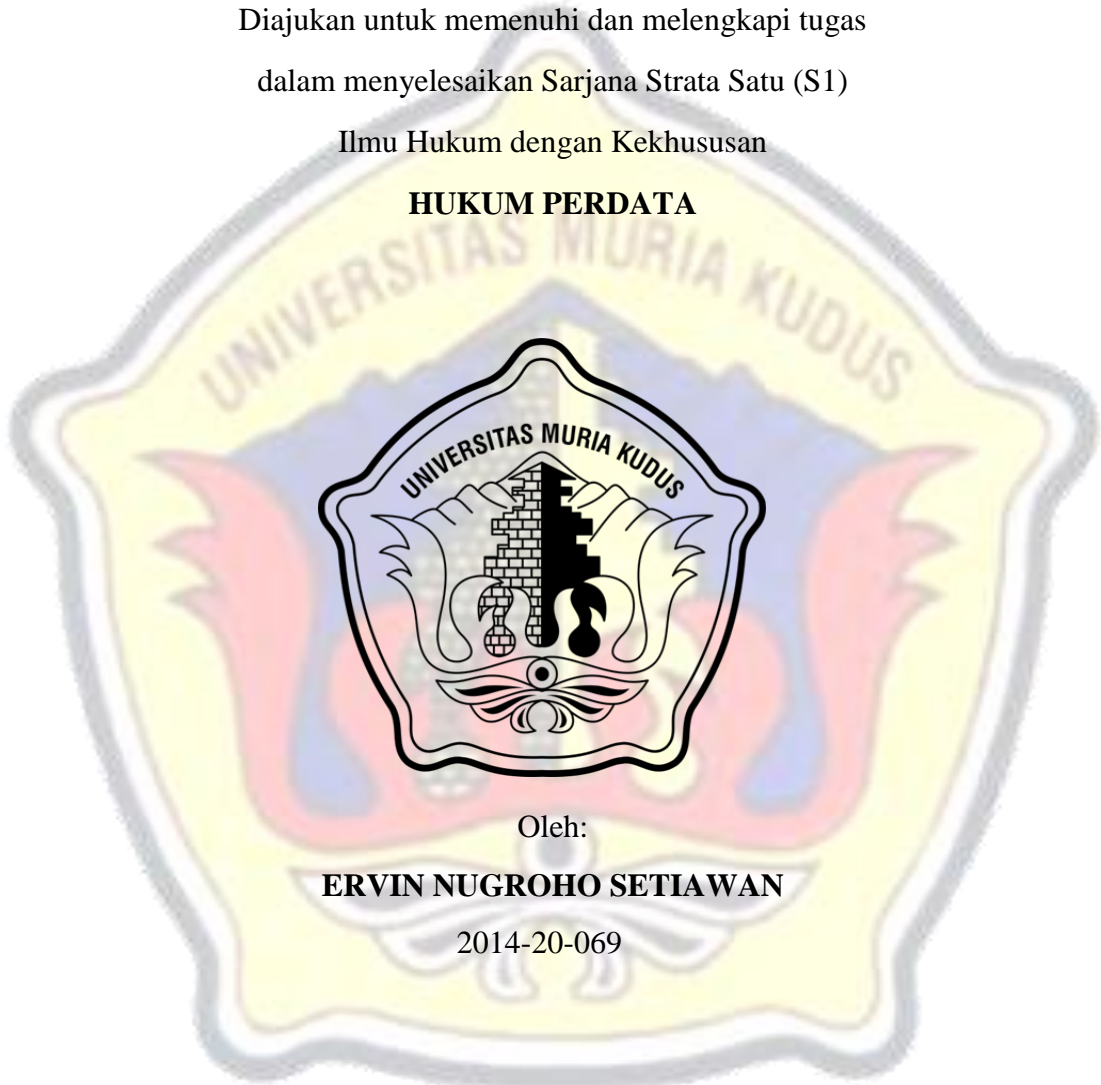 Diajukan untuk memenuhi dan melengkapi tugas
dalam menyelesaikan Sarjana Strata Satu (S1)
Ilmu Hukum dengan Kekhususan
HUKUM PERDATA
UNIVERSITAS MURIA KUDUS
UNIVERSITAS MURIA KUDUS
Oleh:
ERVIN NUGROHO SETIAWAN
2014-20-069